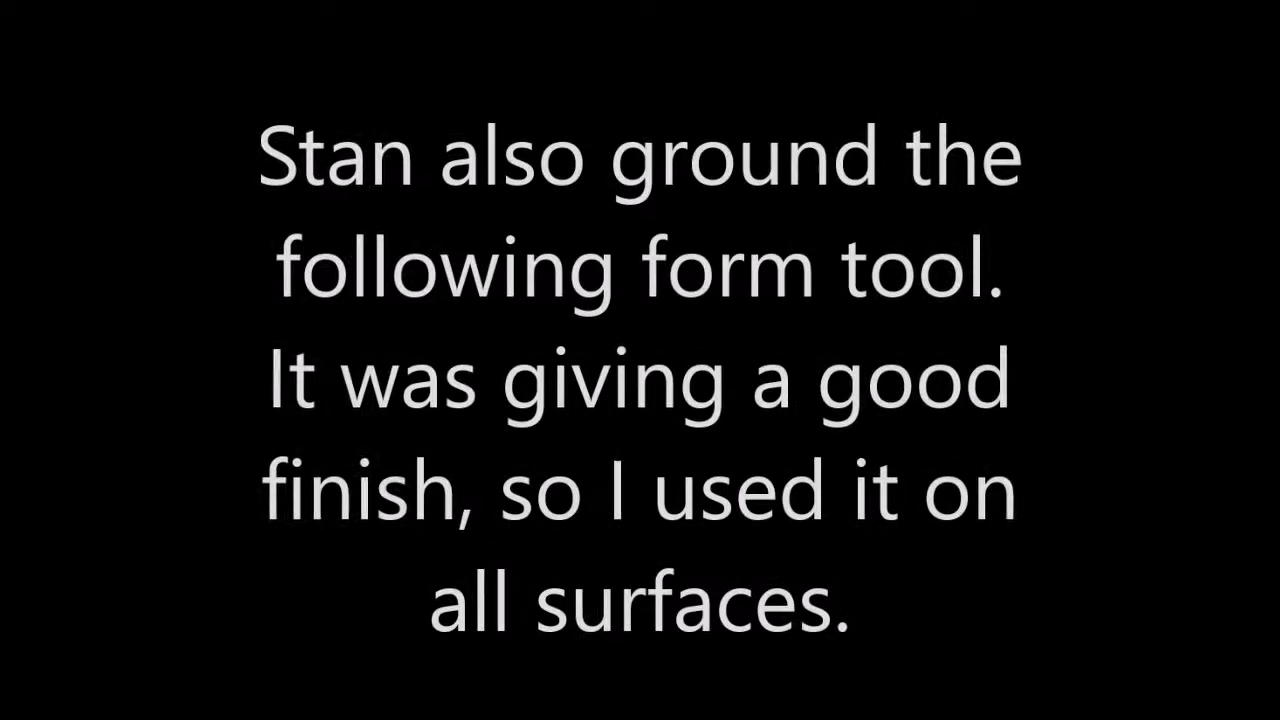 Stan also ground the
following form tool.
It was giving a good
finish, so I used it on
all surfaces.